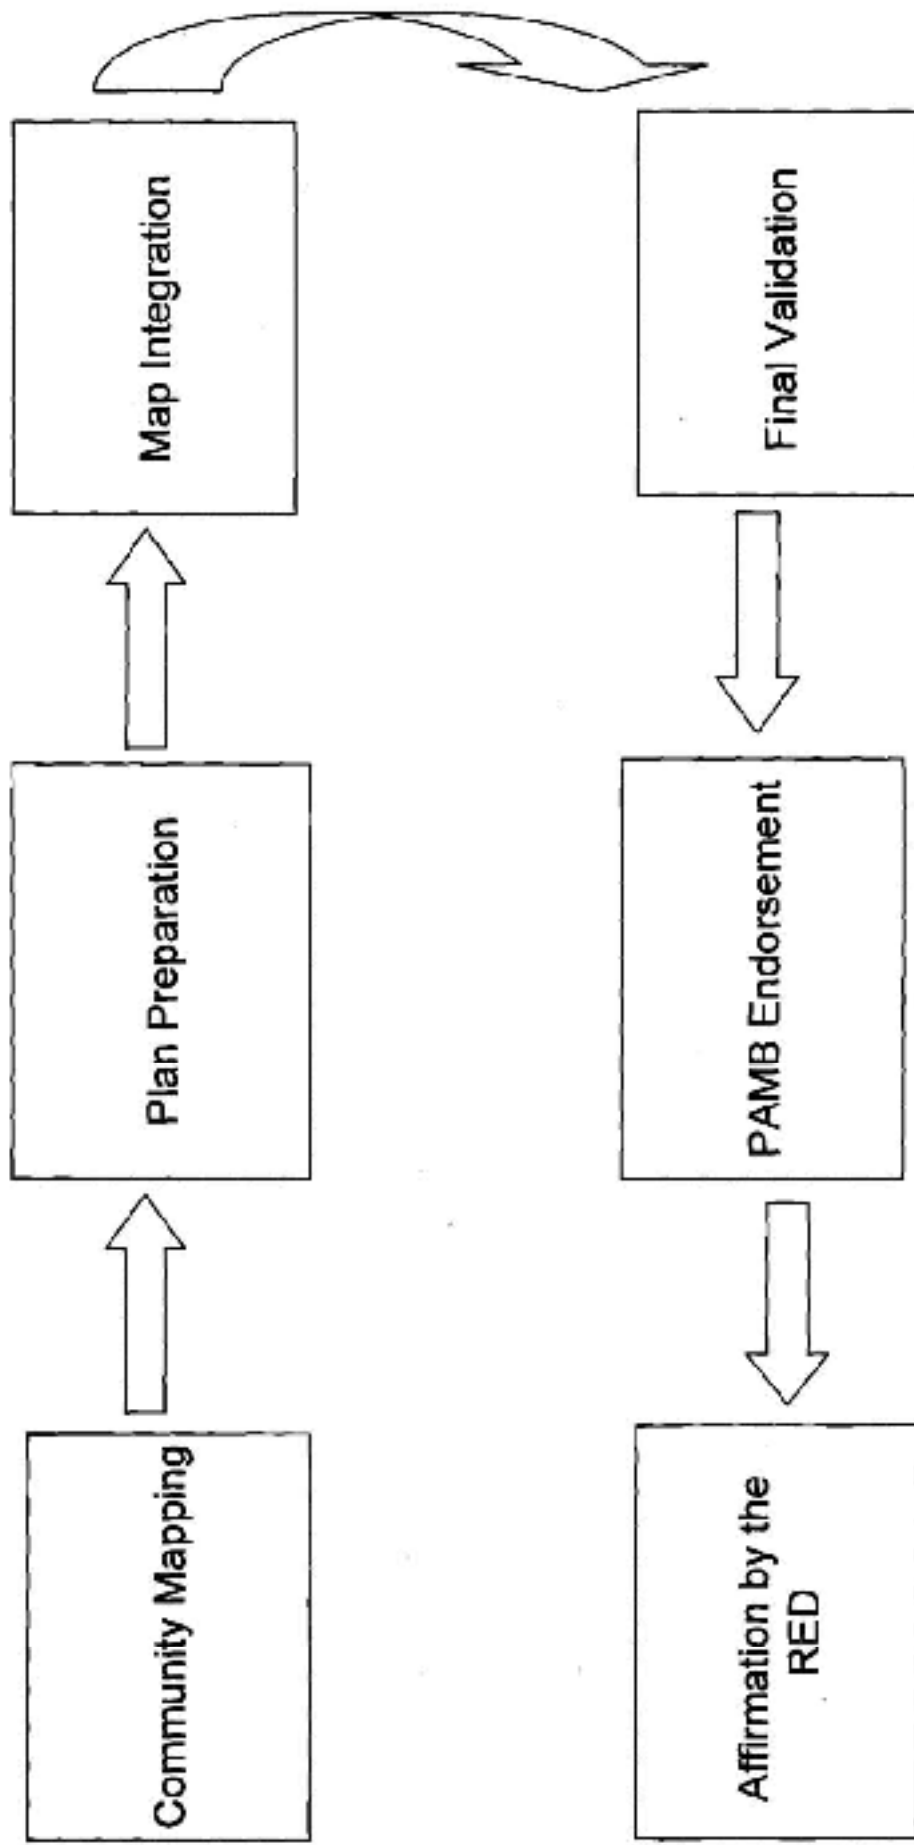 Community Mapping
Plan Preparation
Map Integration
Final Validation
PAMB Endorsement
Affirmation by the
RED